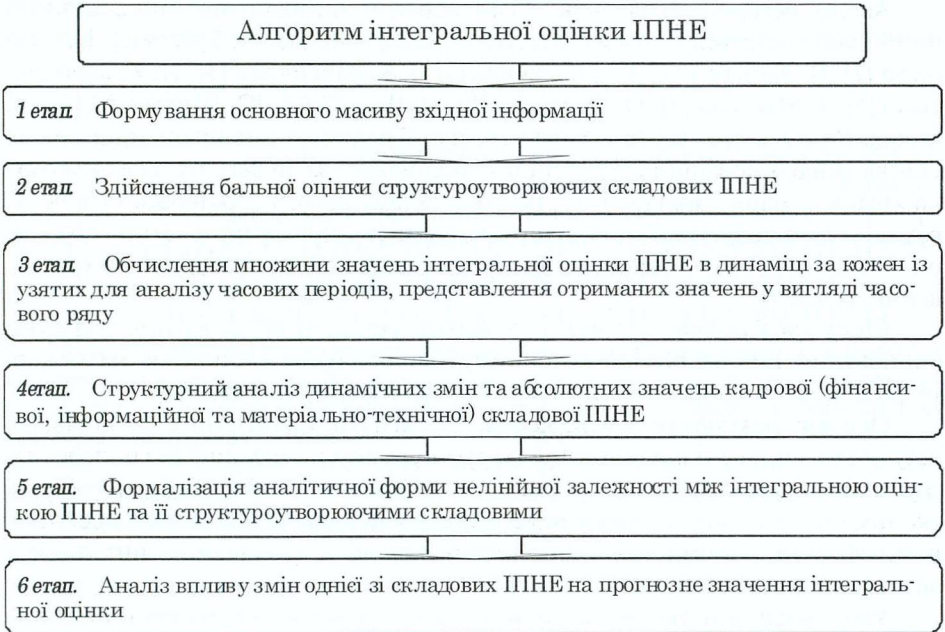 Алгоритм інтегральної оцінки ІПНЕ
1 етап. Формування основного масиву вхідної інформації
2 етап. Здійснення бальної оцінки структуроутворюючих складових ІПНЕ
3 етап. Обчислення множини значень інтегральної оцінки ІПНЕ в динаміці за кожен із
узятих для аналізу часових періодів, представлення отриманих значень у вигляді часо-
вого ряду
4етап. Структурний аналіз динамічних змін та абсолютних значень кадрової (фінанси-
вої, інформаційної та матеріально-технічної) складової ІПНЕ
5 етап. Формалізація аналітичної форми нелінійної залежності між інтегральною оцін-
кою ІПНЕ та її структуроутворюючими складовими
6 етап. Аналіз впливу змін однієї зі складових ІПНЕ на прогнозне значення інтеграль-
ної оцінки